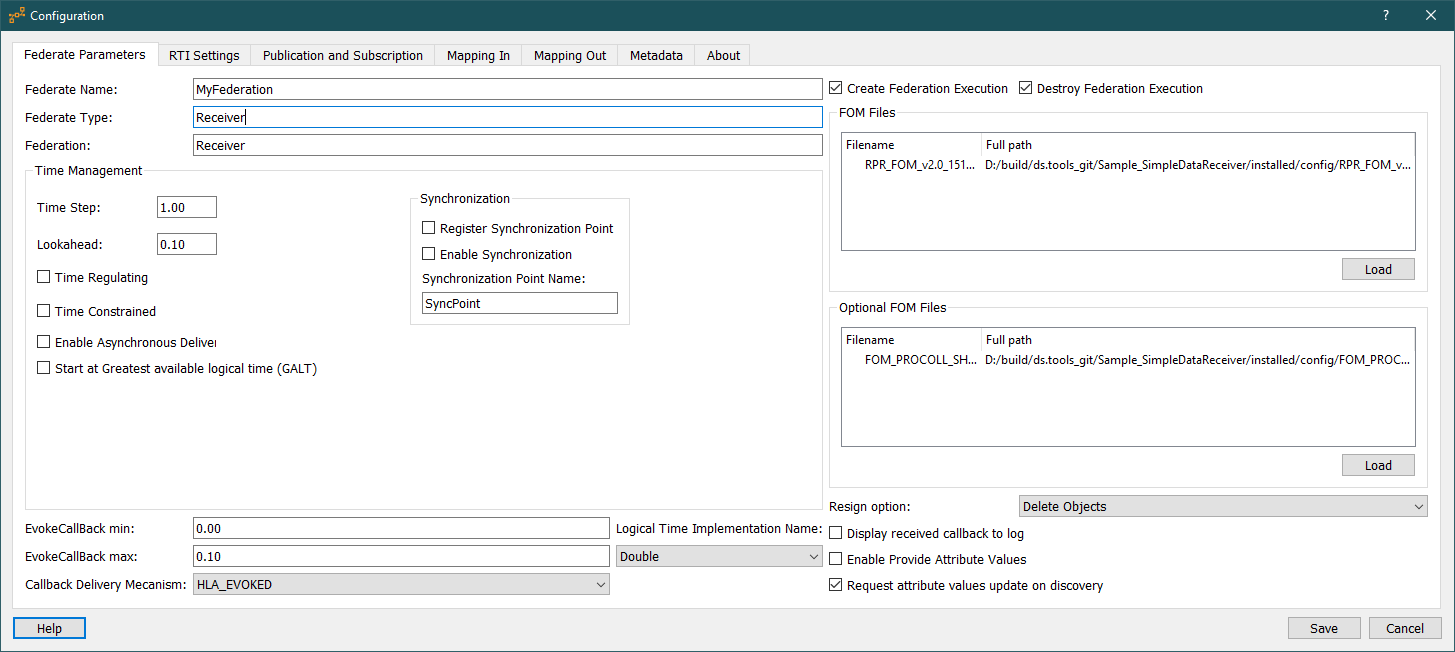 Configuration
?
Federate Parameters RTI Settings Publication and Subscription Mapping In Mapping Out Metadata About
Federate Name: MyFederation
Federate Type: Receiver
Federation: Receiver
Time Management
Time Step: 1.00
Lookahead: 0.10
Time Regulating
Time Constrained
Enable Asynchronous Deliver
Start at Greatest available logical time (GALT)
Synchronization
Register Synchronization Point
Enable Synchronization
Synchronization Point Name:
SyncPoint
EvokeCallBack min: 0.00
EvokeCallBack max: 0.10
Callback Delivery Mecanism: HLA_EVOKED
Logical Time Implementation Name:
Double
Create Federation Execution Destroy Federation Execution
FOM Files
Filename Full path
RPR_FOM_v2.0_151... D:/build/ds.tools_git/Sample_SimpleDataReceiver/installed/config/RPR_FOM_v...
Load
Optional FOM Files
Filename Full path
FOM_PROCOLL_SH... D:/build/ds.tools_git/Sample_SimpleDataReceiver/installed/config/FOM_PROC...
Load
Resign option: Delete Objects
Display received callback to log
Enable Provide Attribute Values
Request attribute values update on discovery
Help Save Cancel